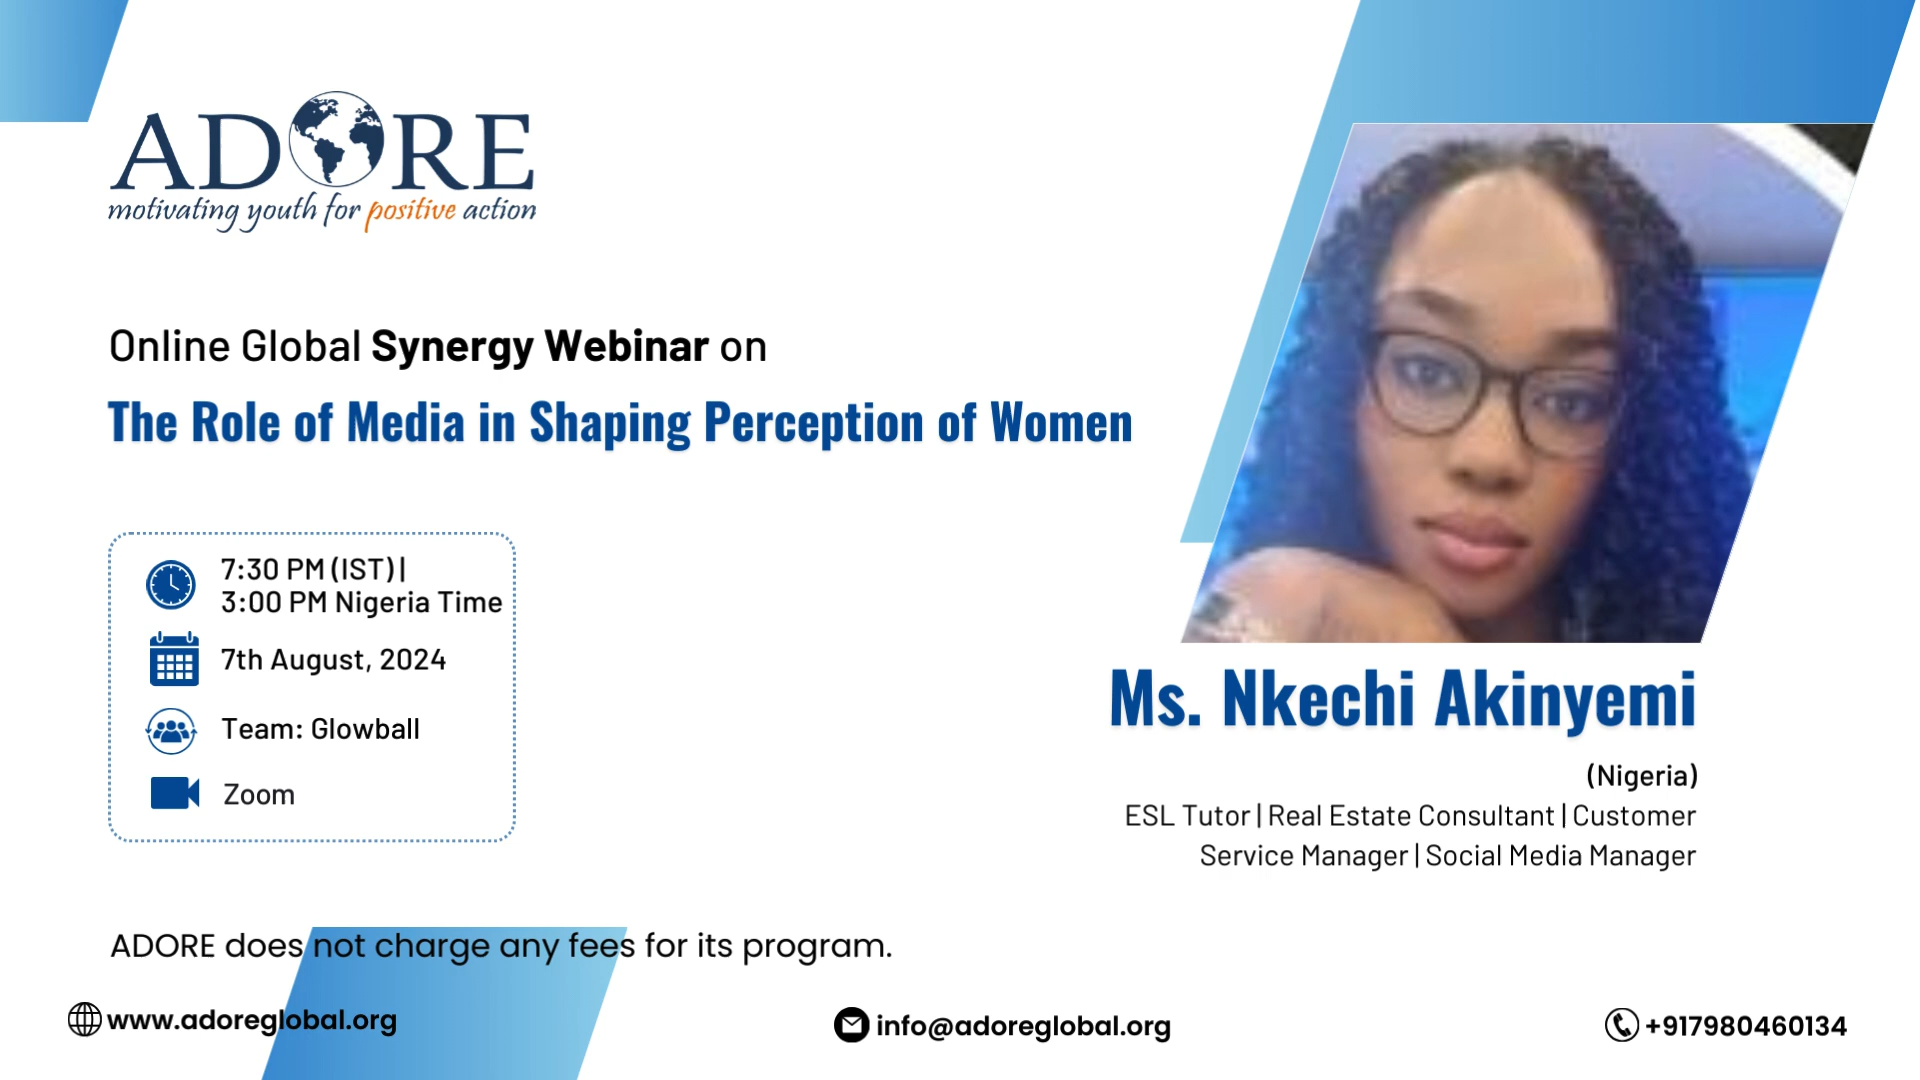 ADORE
motivating youth for positive action
Online Global Synergy Webinar on
The Role of Media in Shaping Perception of Women
7:30 PM (IST) |
3:00 PM Nigeria Time
7th August, 2024
Team: Glowball
Zoom
Ms. Nkechi Akinyemi
(Nigeria)
ESL Tutor | Real Estate Consultant | Customer
Service Manager | Social Media Manager
ADORE does not charge any fees for its program.
www.adoreglobal.org
info@adoreglobal.org
+917980460134